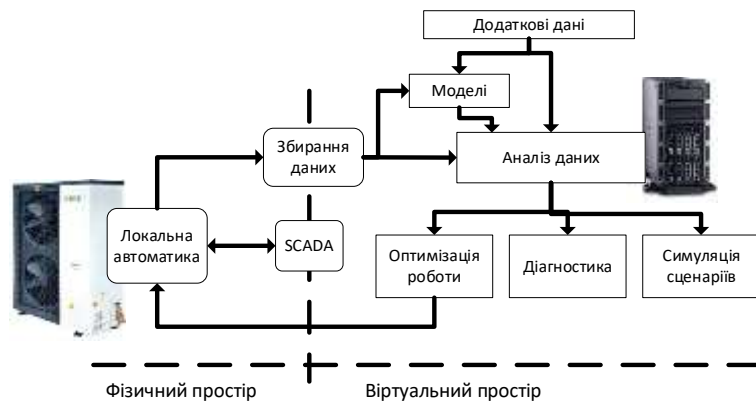 Додаткові дані
Моделі
Збирання
даних
Аналіз даних
Локальна
автоматика
SCADA
Оптимізація
роботи
Діагностика
Симуляція
сценаріїв
Фізичний простір
Віртуальний простір